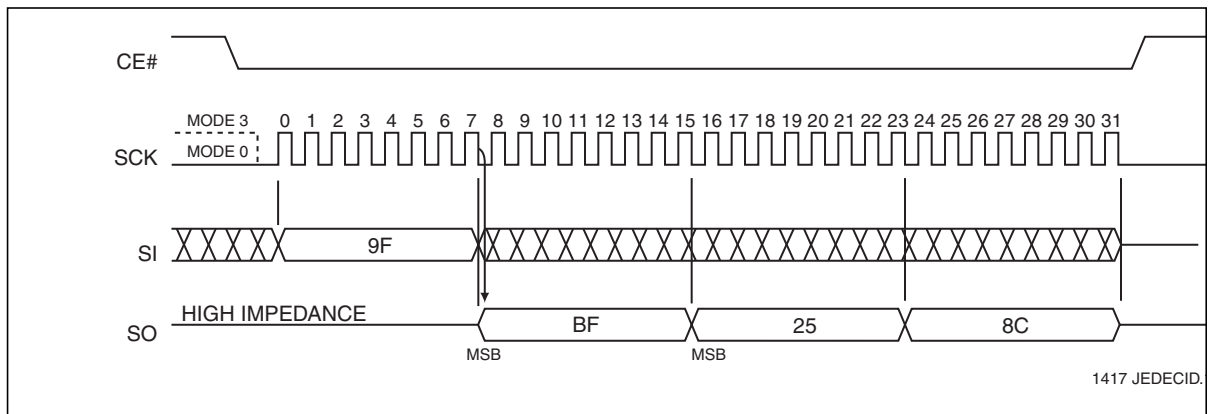 CE#
MODE 3
0 1 2 3 4 5 6 7 8 9 10 11 12 13 14 15 16 17 18 19 20 21 22 23 24 25 26 27 28 29 30 31
SCK
MODE 0
SI
9F
HIGH IMPEDANCE
SO
BF
25
8C
MSB
MSB
1417 JEDECID.